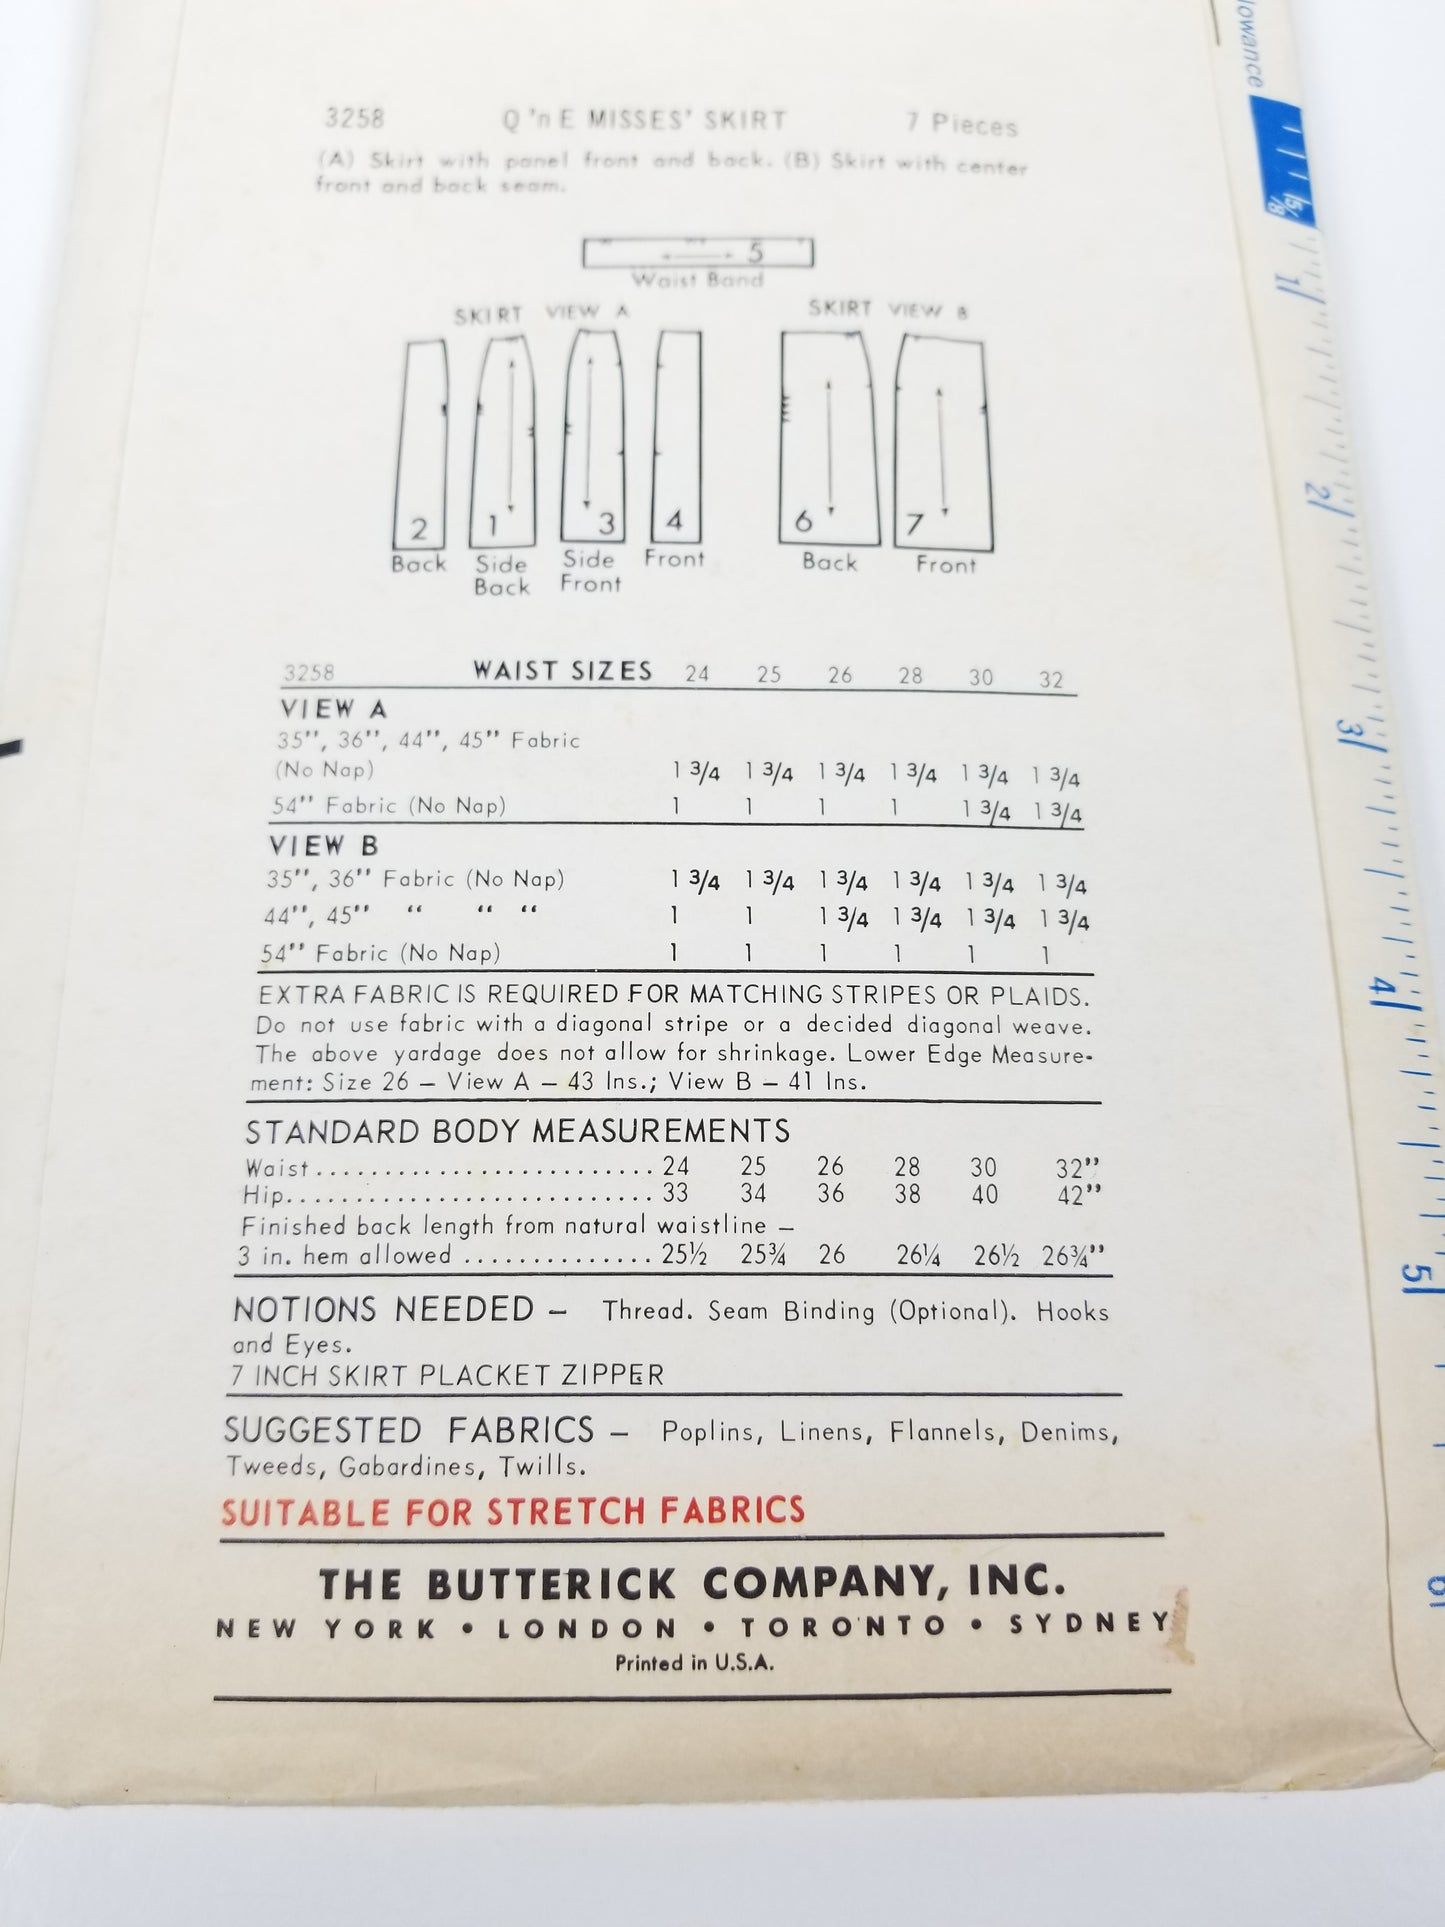 lowance
3258 Q 'n E MISSES' SKIRT 7 Pieces
(A) Skirt with panel front and back. (B) Skirt with center
front and back seam.
5
Waist Band
SKIRT VIEW A SKIRT VIEW B
2 1 3 4 6 7
Back Side Back Side Front Front Back Front
3258 WAIST SIZES 24 25 26 28 30 32
VIEW A
35", 36", 44", 45" Fabric
(No Nap) 1 3/4 1 3/4 1 3/4 1 3/4 1 3/4 1 3/4
54" Fabric (No Nap) 1 1 1 1 1 3/4 1 3/4
VIEW B
35", 36" Fabric (No Nap) 1 3/4 1 3/4 1 3/4 1 3/4 1 3/4 1 3/4
44", 45" “ “ “ 1 1 1 3/4 1 3/4 1 3/4 1 3/4
54" Fabric (No Nap) 1 1 1 1 1 1
EXTRA FABRIC IS REQUIRED FOR MATCHING STRIPES OR PLAIDS.
Do not use fabric with a diagonal stripe or a decided diagonal weave.
The above yardage does not allow for shrinkage. Lower Edge Measure-
ment: Size 26 — View A — 43 Ins.; View B — 41 Ins.
STANDARD BODY MEASUREMENTS
Waist......................... 24 25 26 28 30 32"
Hip........................... 33 34 36 38 40 42"
Finished back length from natural waistline —
3 in. hem allowed .............. 25½ 25¾ 26 26¼ 26½ 26¾"
NOTIONS NEEDED — Thread. Seam Binding (Optional). Hooks
and Eyes.
7 INCH SKIRT PLACKET ZIPPER
SUGGESTED FABRICS — Poplins, Linens, Flannels, Denims,
Tweeds, Gabardines, Twills.
SUITABLE FOR STRETCH FABRICS
THE BUTTERICK COMPANY, INC.
NEW YORK • LONDON • TORONTO • SYDNEY
Printed in U.S.A.
5/8
1
2
3
4
5
6